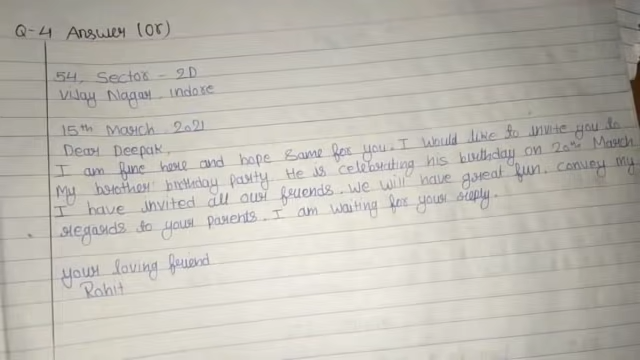 Q-4 Answer (or)
54, Sector - 2D
Vijay Nagar, Indore
15th March 2021
Dear Deepak,
I am fine here and hope same for you. I would like to invite you to
My brother birthday party He is celebrating his birthday on 20th March
I have invited all our friends. We will have great fun. convey my
regards to your parents. I am waiting for your reply.
your loving friend
Rohit